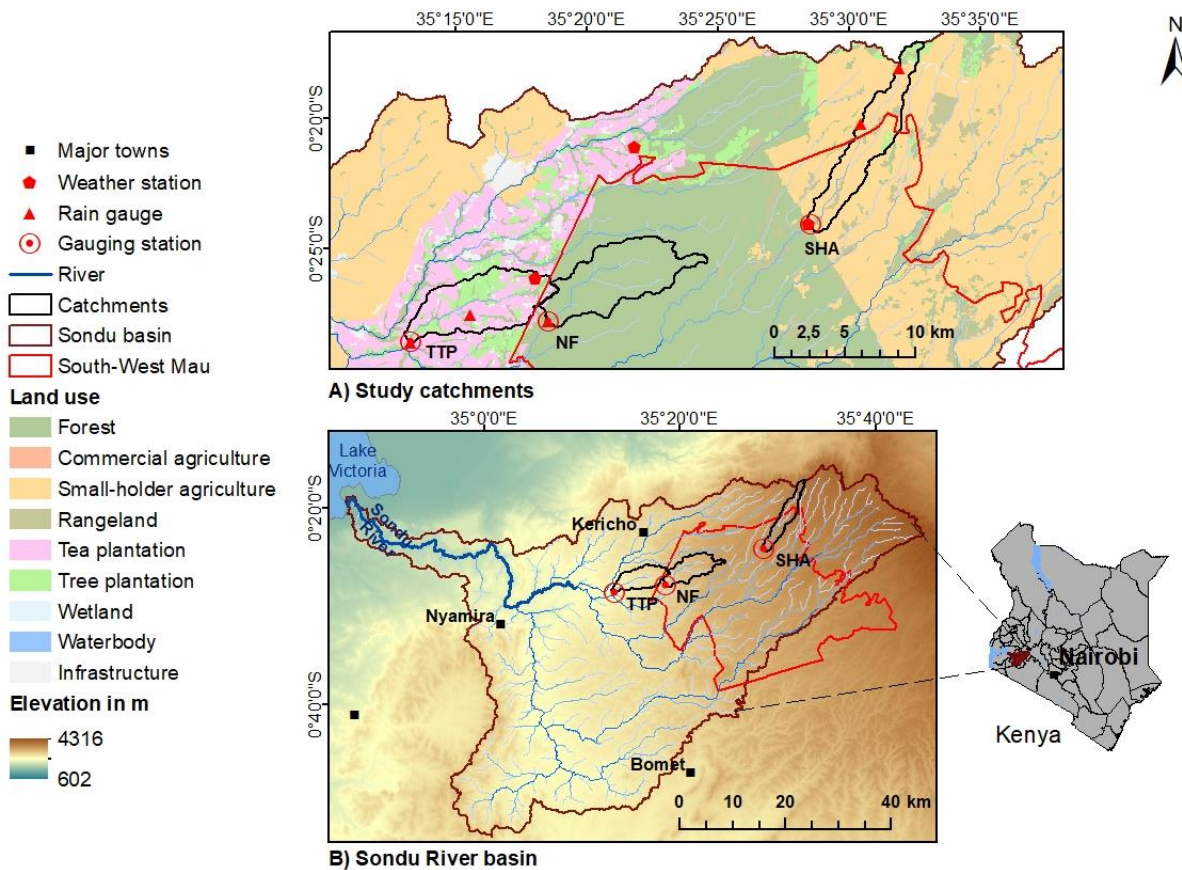 35°15'0"E 35°20'0"E 35°25'0"E 35°30'0"E 35°35'0"E
N
0°20'0"S
0°25'0"S
SHA
TTP
NF
0 2,5 5 10 km
A) Study catchments
Major towns
Weather station
Rain gauge
Gauging station
River
Catchments
Sondu basin
South-West Mau
Land use
Forest
Commercial agriculture
Small-holder agriculture
Rangeland
Tea plantation
Tree plantation
Wetland
Waterbody
Infrastructure
Elevation in m
4316
602
35°0'0"E 35°20'0"E 35°40'0"E
0°20'0"S
0°40'0"S
Lake
Victoria
Sondu
River
Kericho
SHA
TTP
NF
Nyamira
Bomet
0 10 20 40 km
B) Sondu River basin
Nairobi
Kenya